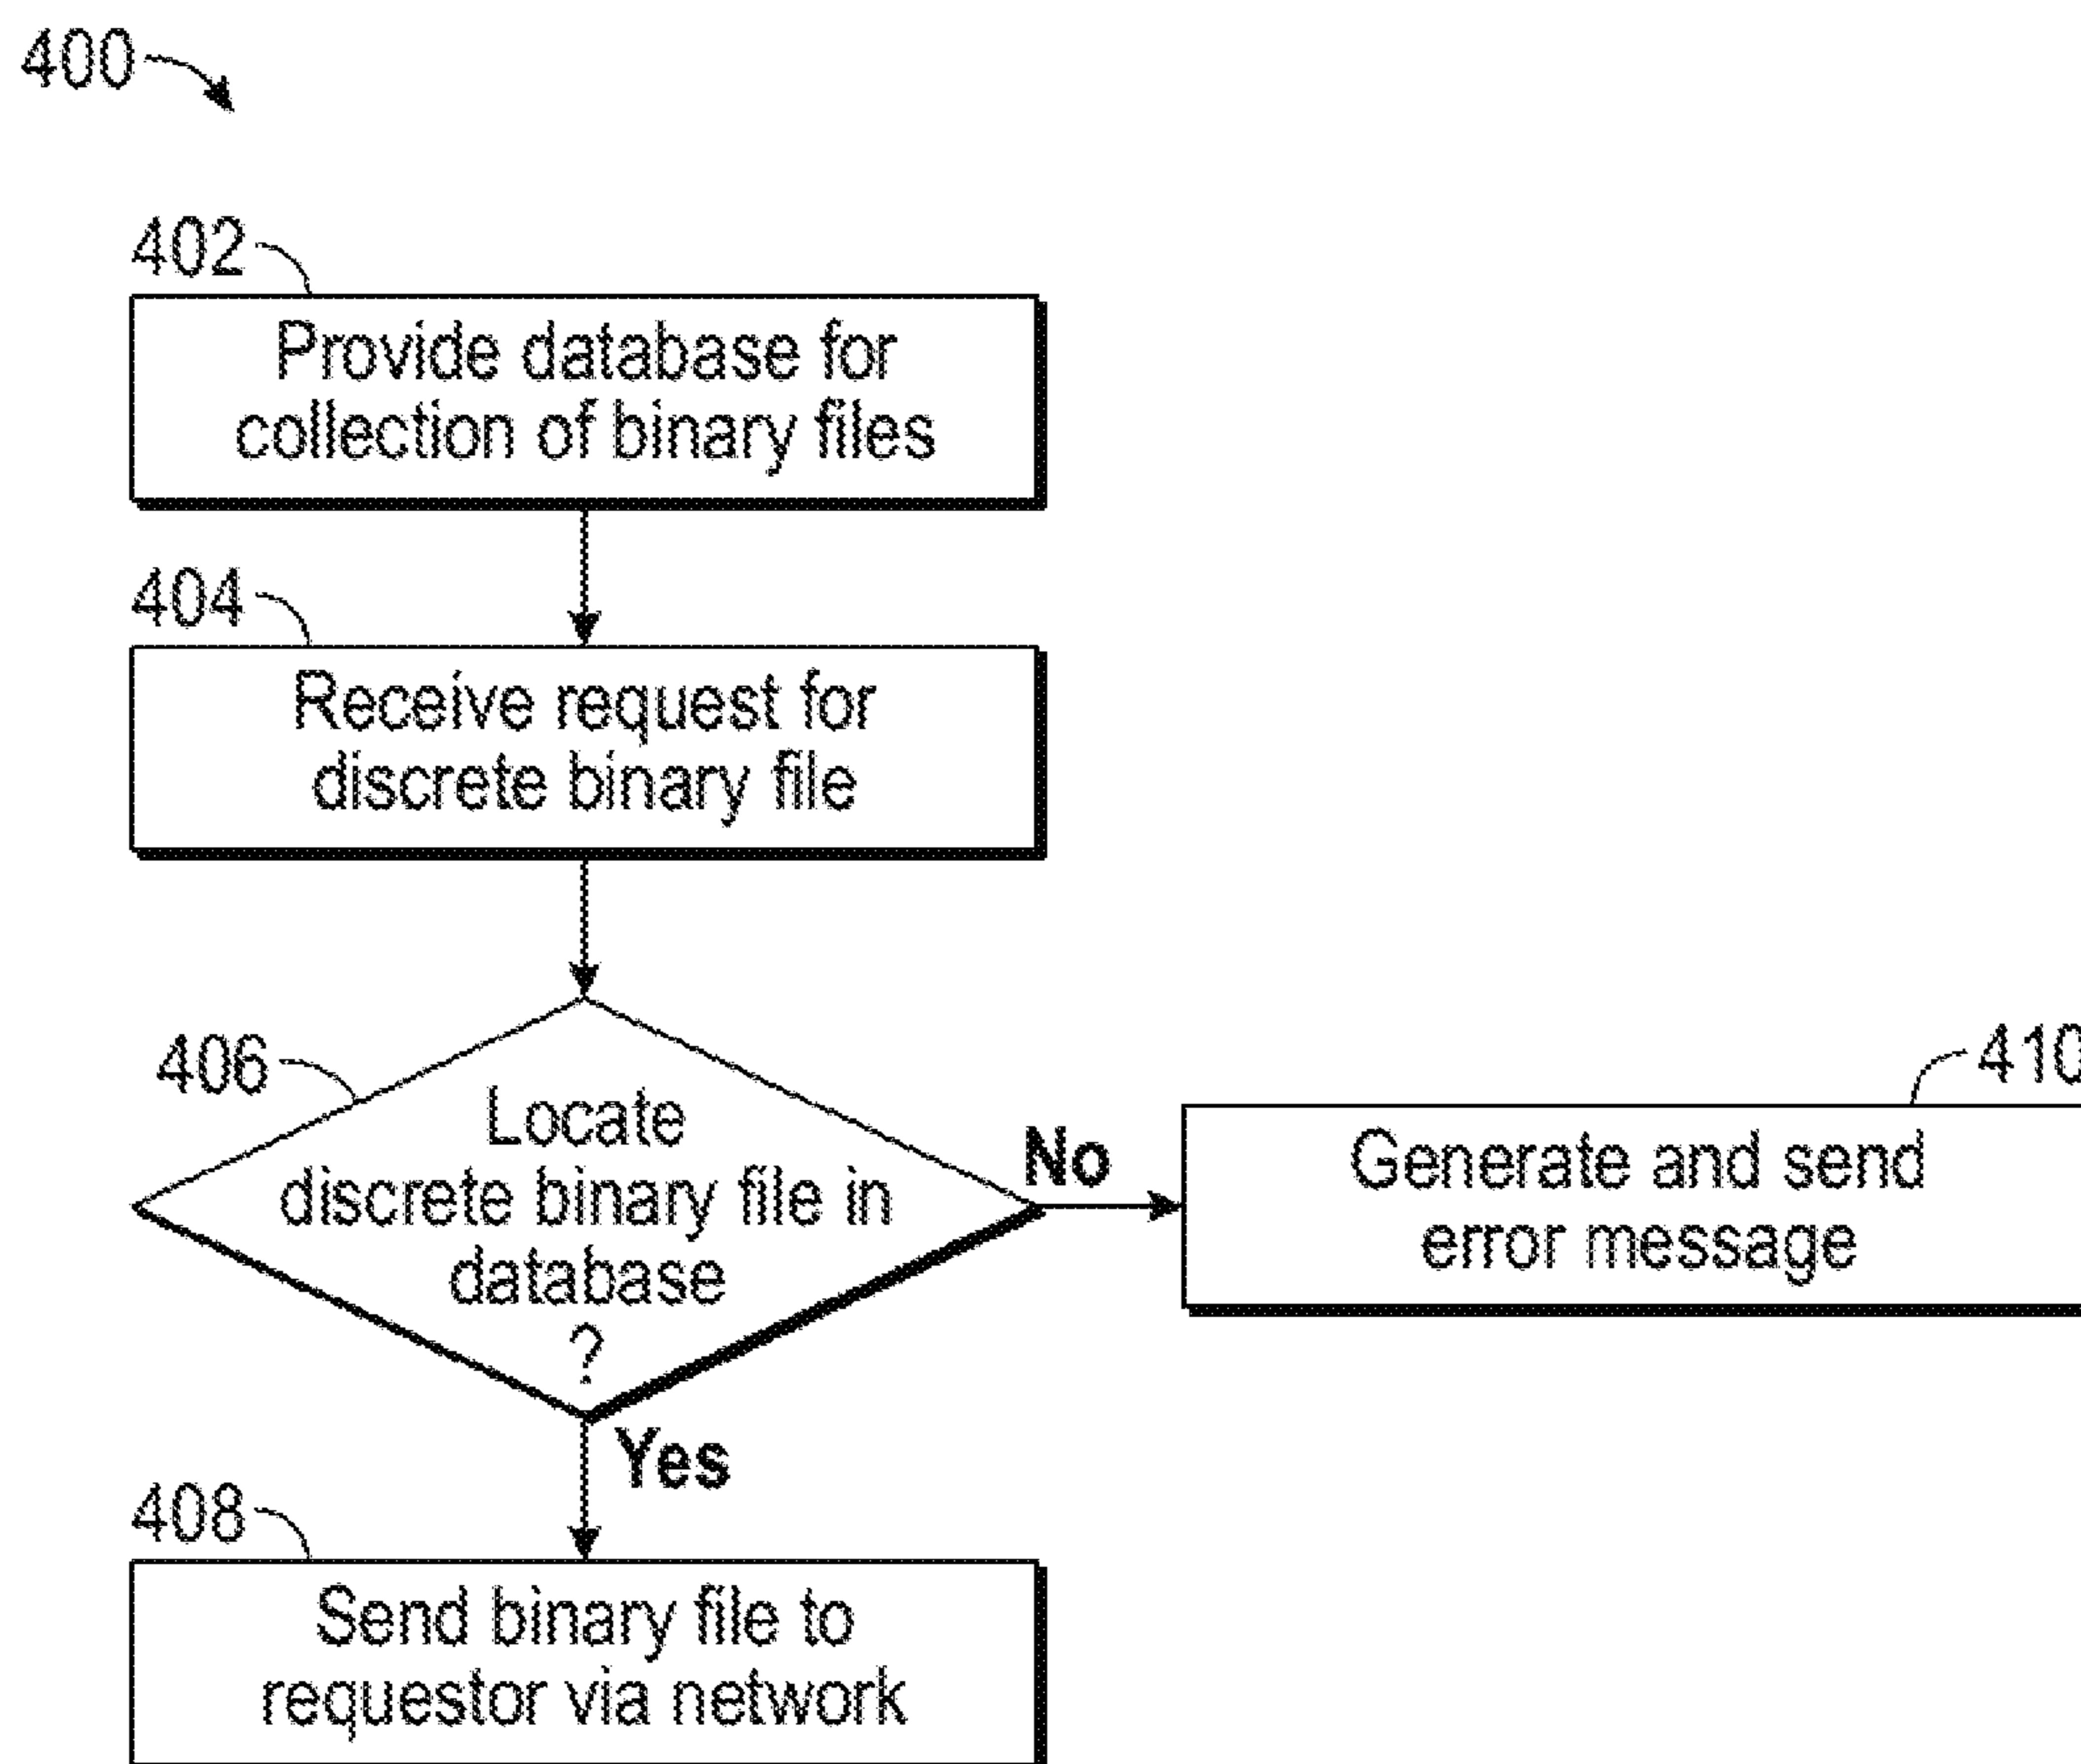 400
402
Provide database for
collection of binary files
404
Receive request for
discrete binary file
406
Locate
discrete binary file in
database
?
No
410
Generate and send
error message
Yes
408
Send binary file to
requestor via network